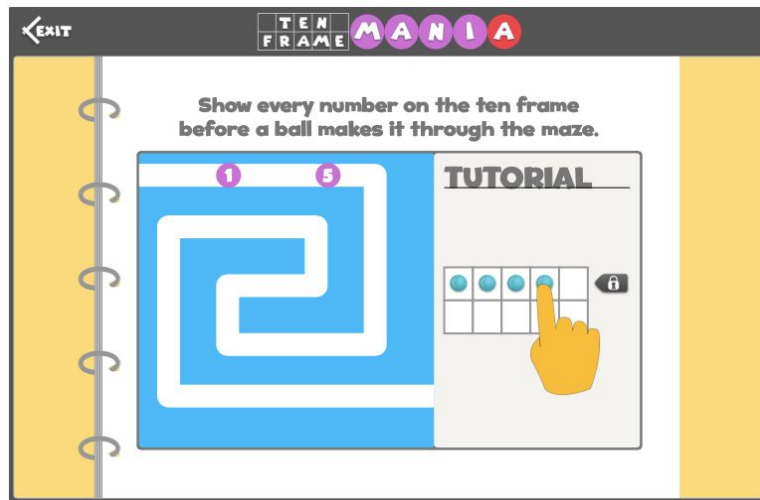 EXIT
TEN
FRAME
MANIA
Show every number on the ten frame
before a ball makes it through the maze.
1 5
TUTORIAL